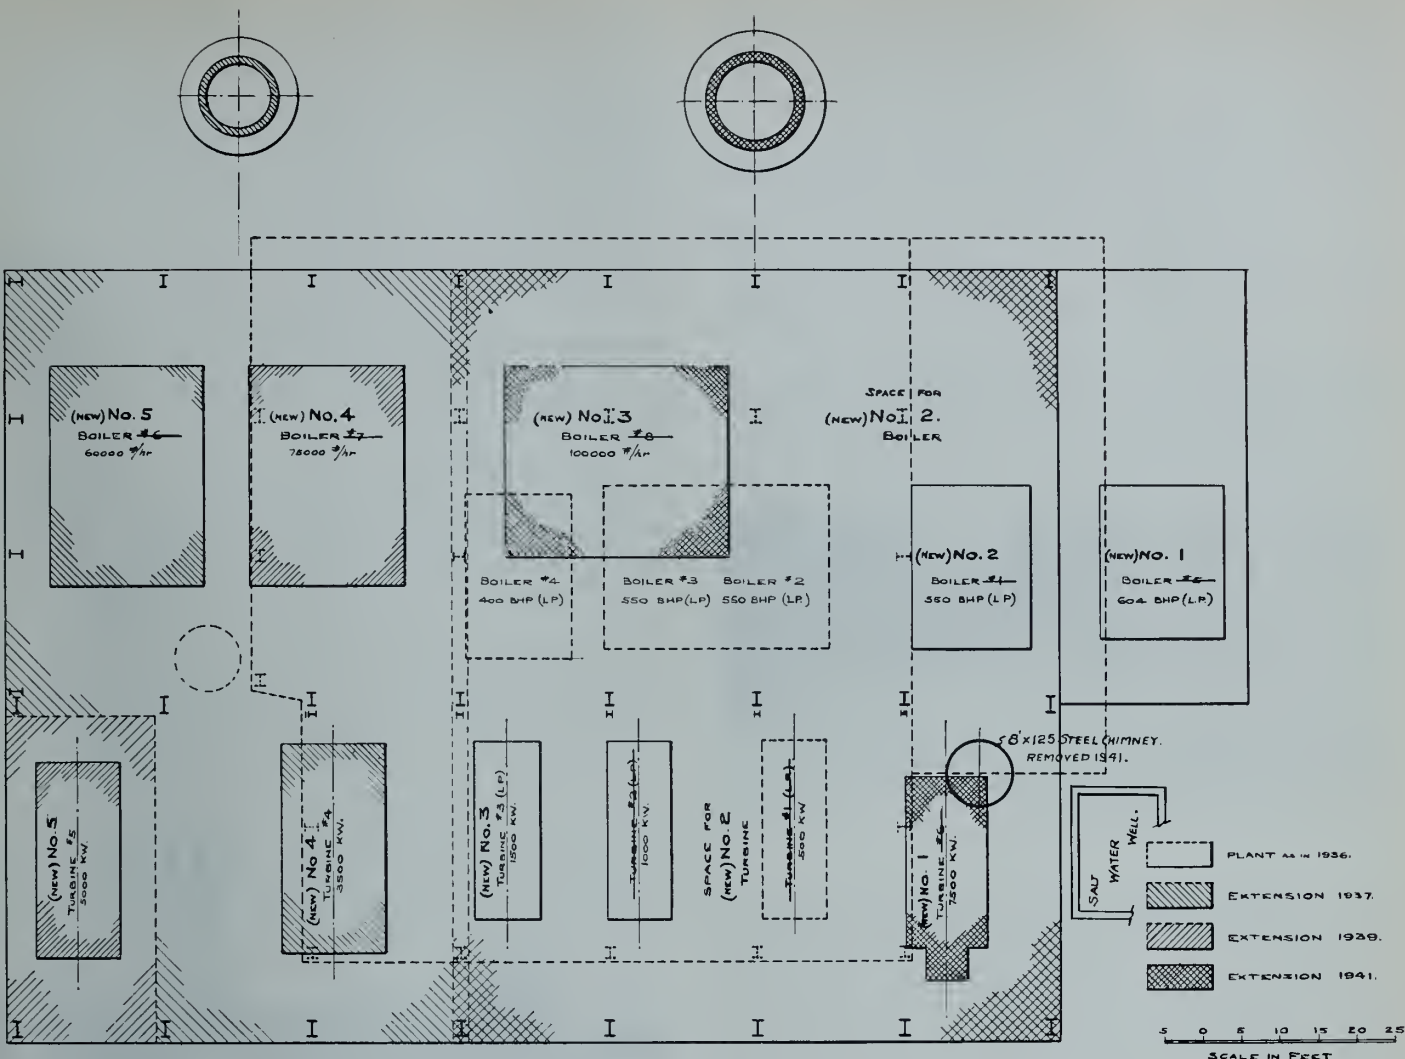 (NEW) No. 5
BOILER #6
60000 #/hr
(NEW) No. 4
BOILER #7
75000 #/hr
(NEW) No. 3
BOILER #8
100000 #/hr
SPACE FOR
(NEW) No. 2.
BOILER
BOILER #4
400 BHP (LP)
BOILER #3
550 BHP (LP)
BOILER #2
550 BHP (LP.)
(NEW) No. 2
BOILER #1
350 BHP (LP)
(NEW) No. 1
BOILER #5
604 BHP (L.P.)
8'x125 STEEL CHIMNEY.
REMOVED 1941.
(NEW) No. 5
TURBINE #5
5000 KW.
(NEW) No 4
TURBINE #4
3500 KW.
(NEW) No. 3
TURBINE #3 (LP)
1500 KW.
TURBINE #2 (LP)
1000 KW.
SPACE FOR
(NEW) No. 2
TURBINE
TURBINE #1 (LP)
500 KW
(NEW) No. 1
TURBINE #6
7500 KW.
SALT
WATER
WELL.
PLANT AS IN 1936.
EXTENSION 1937.
EXTENSION 1939.
EXTENSION 1941.
5 0 5 10 15 20 25
SCALE IN FEET